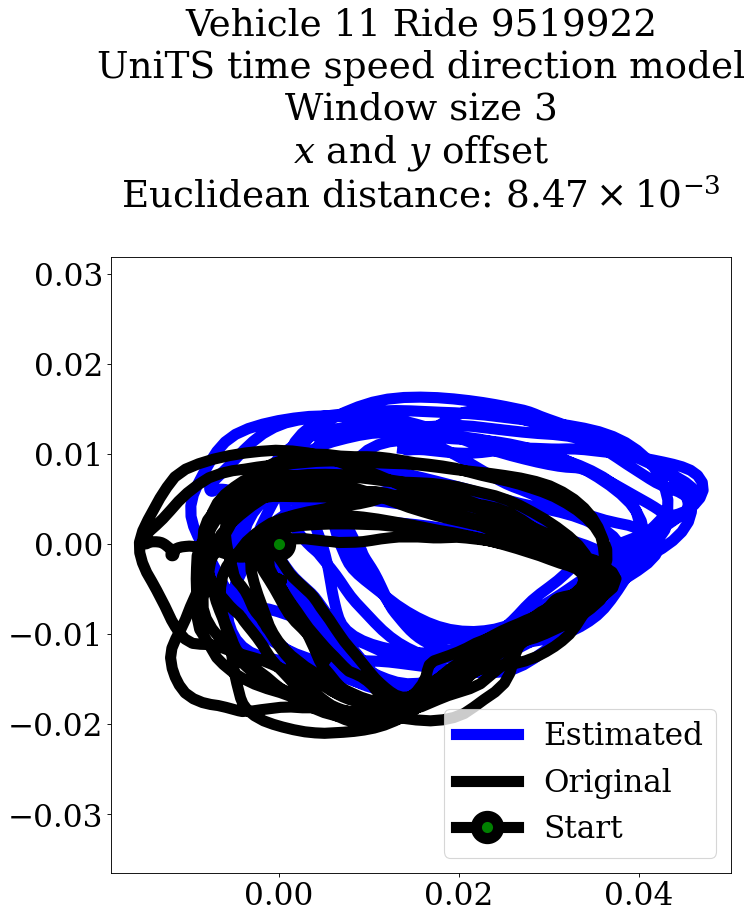 Vehicle 11 Ride 9519922
UniTS time speed direction model
Window size 3
x and y offset
Euclidean distance: 8.47 × 10⁻³
0.03
0.02
0.01
0.00
−0.01
−0.02
−0.03
Estimated
Original
Start
0.00 0.02 0.04